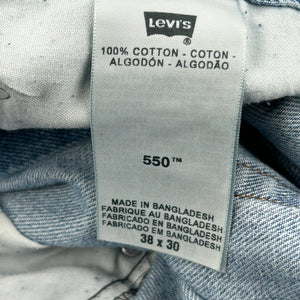 Levi's
®
100% COTTON - COTON -
ALGODÓN - ALGODÃO
550™
MADE IN BANGLADESH
FABRIQUE AU BANGLADESH
FABRICADO EN BANGLADESH
FABRICADO EM BANGLADESH
38 x 30